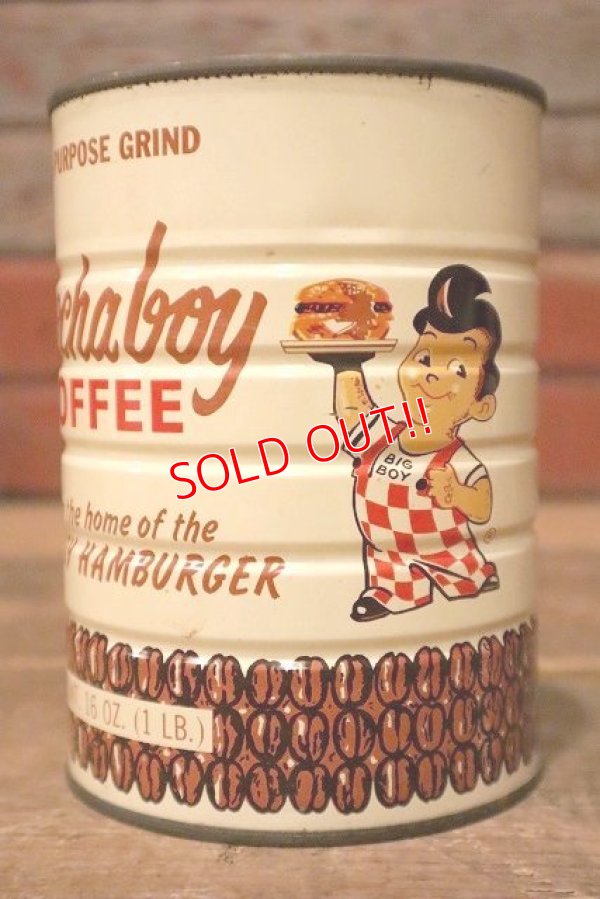 PURPOSE GRIND
chaboy
OFFEE
the home of the
HAMBURGER
BIG
BOY
®
16 OZ. (1 LB.)
SOLD OUT!!